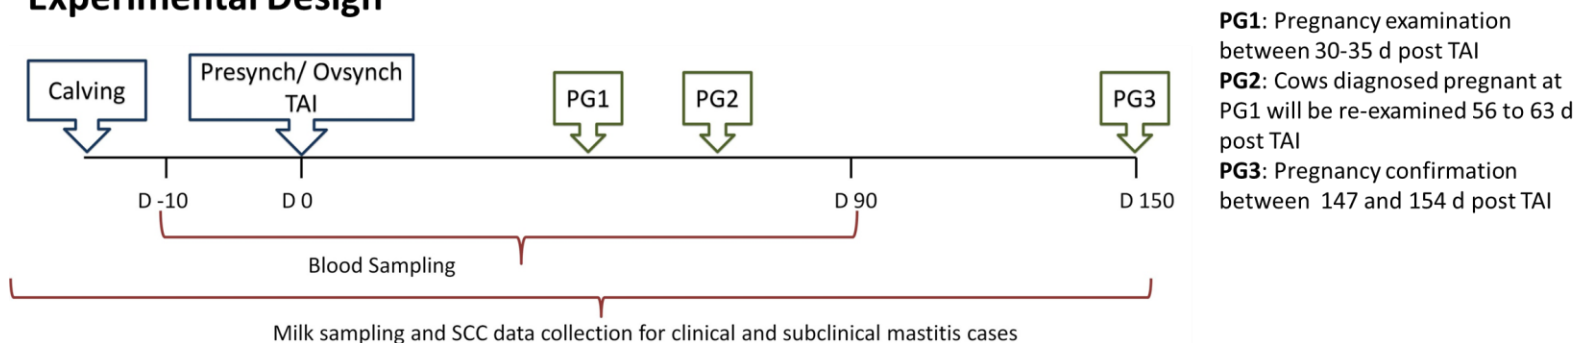 Experimental Design
Calving
Presynch/ Ovsynch
TAI
PG1
PG2
PG3
D -10
D 0
D 90
D 150
Blood Sampling
Milk sampling and SCC data collection for clinical and subclinical mastitis cases
PG1: Pregnancy examination
between 30-35 d post TAI
PG2: Cows diagnosed pregnant at
PG1 will be re-examined 56 to 63 d
post TAI
PG3: Pregnancy confirmation
between 147 and 154 d post TAI